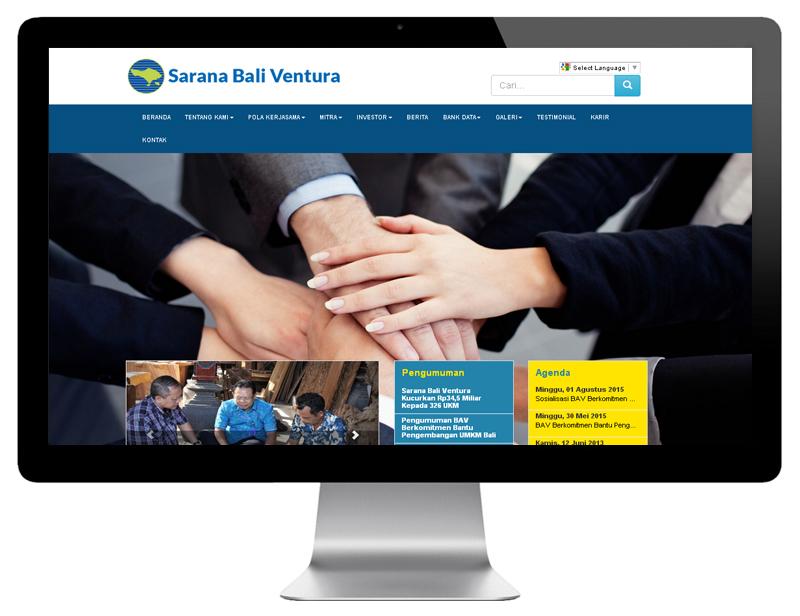 Sarana Bali Ventura
Select Language
Cari...
BERANDA TENTANG KAMI POLA KERJASAMA MITRA INVESTOR BERITA BANK DATA GALERI TESTIMONIAL KARIR
KONTAK
Pengumuman
Sarana Bali Ventura
Kucurkan Rp34,5 Miliar
Kepada 326 UKM
Pengumuman BAV
Berkomitmen Bantu
Pengembangan UMKM Bali
Agenda
Minggu, 01 Agustus 2015
Sosialisasi BAV Berkomitmen ...
Minggu, 30 Mei 2015
BAV Berkomitmen Bantu Peng...
Kamis, 12 Juni 2013